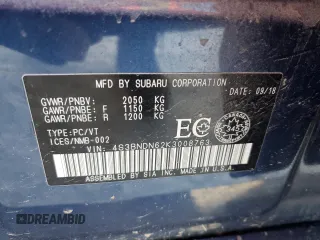 MFD BY SUBARU CORPORATION
DATE 09/18
GVWR/PNBV: 2050 KG
GAWR/PNBE: F 1150 KG
GAWR/PNBE: R 1200 KG
TYPE:PC/VT
ICES/NMB-002
EC
VIN: 4S3BNDN62K3008763
ASSEMBLED BY SIA INC. MADE IN U.S.A.
DREAMBID